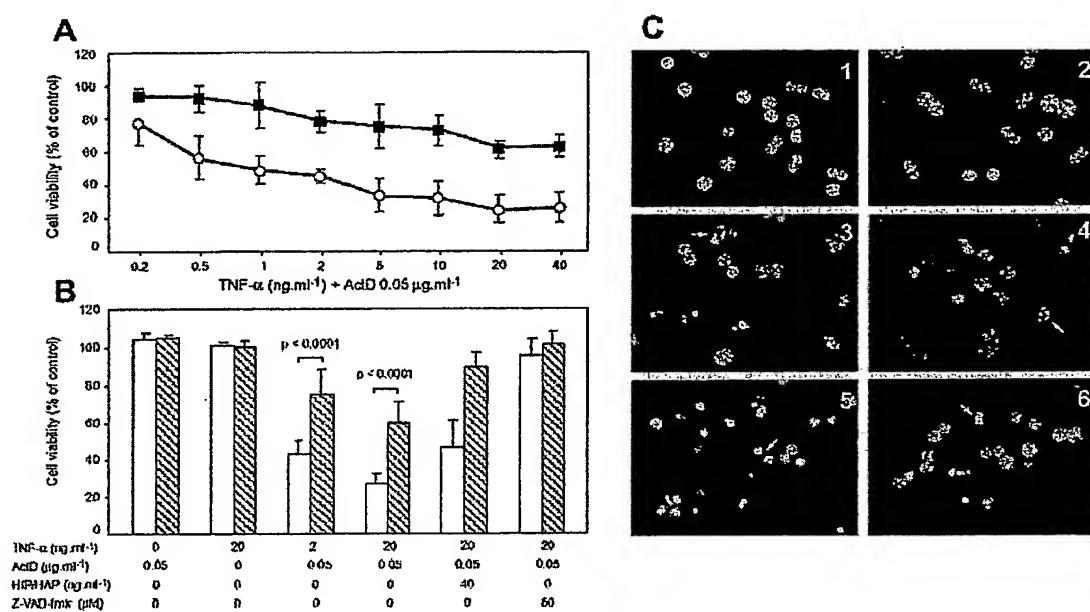 A
120
100
80
60
40
20
0
Cell viability (% of control)
0.2 0.5 1 2 5 10 20 40
TNF-α (ng.ml-1) + ActD 0.05 µg.ml-1
B
120
100
80
60
40
20
0
Cell viability (% of control)
p < 0.0001
p < 0.0001
TNF-α (ng.ml-1) 0 20 2 20 20 20
ActD (µg.ml-1) 0.05 0 0.05 0.05 0.05 0.05
HIP/PAP (ng.ml-1) 0 0 0 0 40 0
Z-VAD-fmk (µM) 0 0 0 0 0 50
C
1
2
3
4
5
6